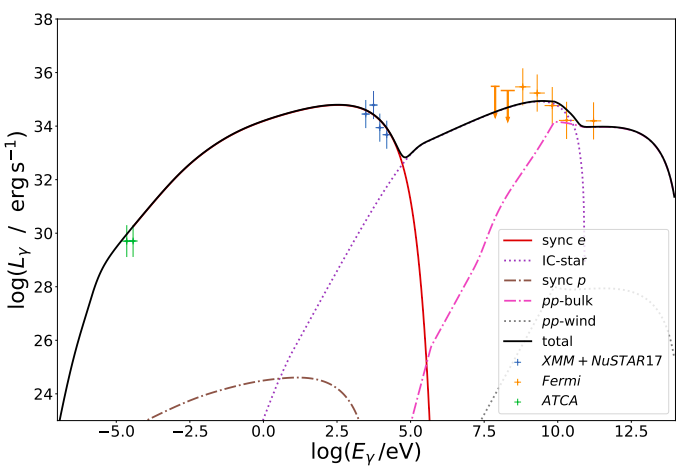 38
36
34
32
30
28
26
24
log(Lγ / erg s⁻¹)
−5.0 −2.5 0.0 2.5 5.0 7.5 10.0 12.5
log(Eγ/eV)
sync e
IC-star
sync p
pp-bulk
pp-wind
total
XMM + NuSTAR17
Fermi
ATCA